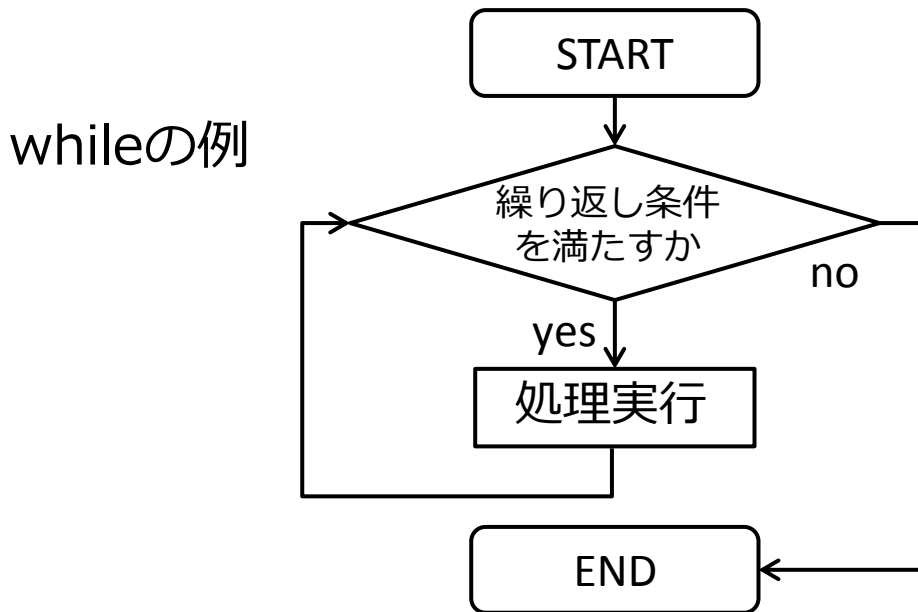 START
whileの例
繰り返し条件
を満たすか
no
yes
処理実行
END